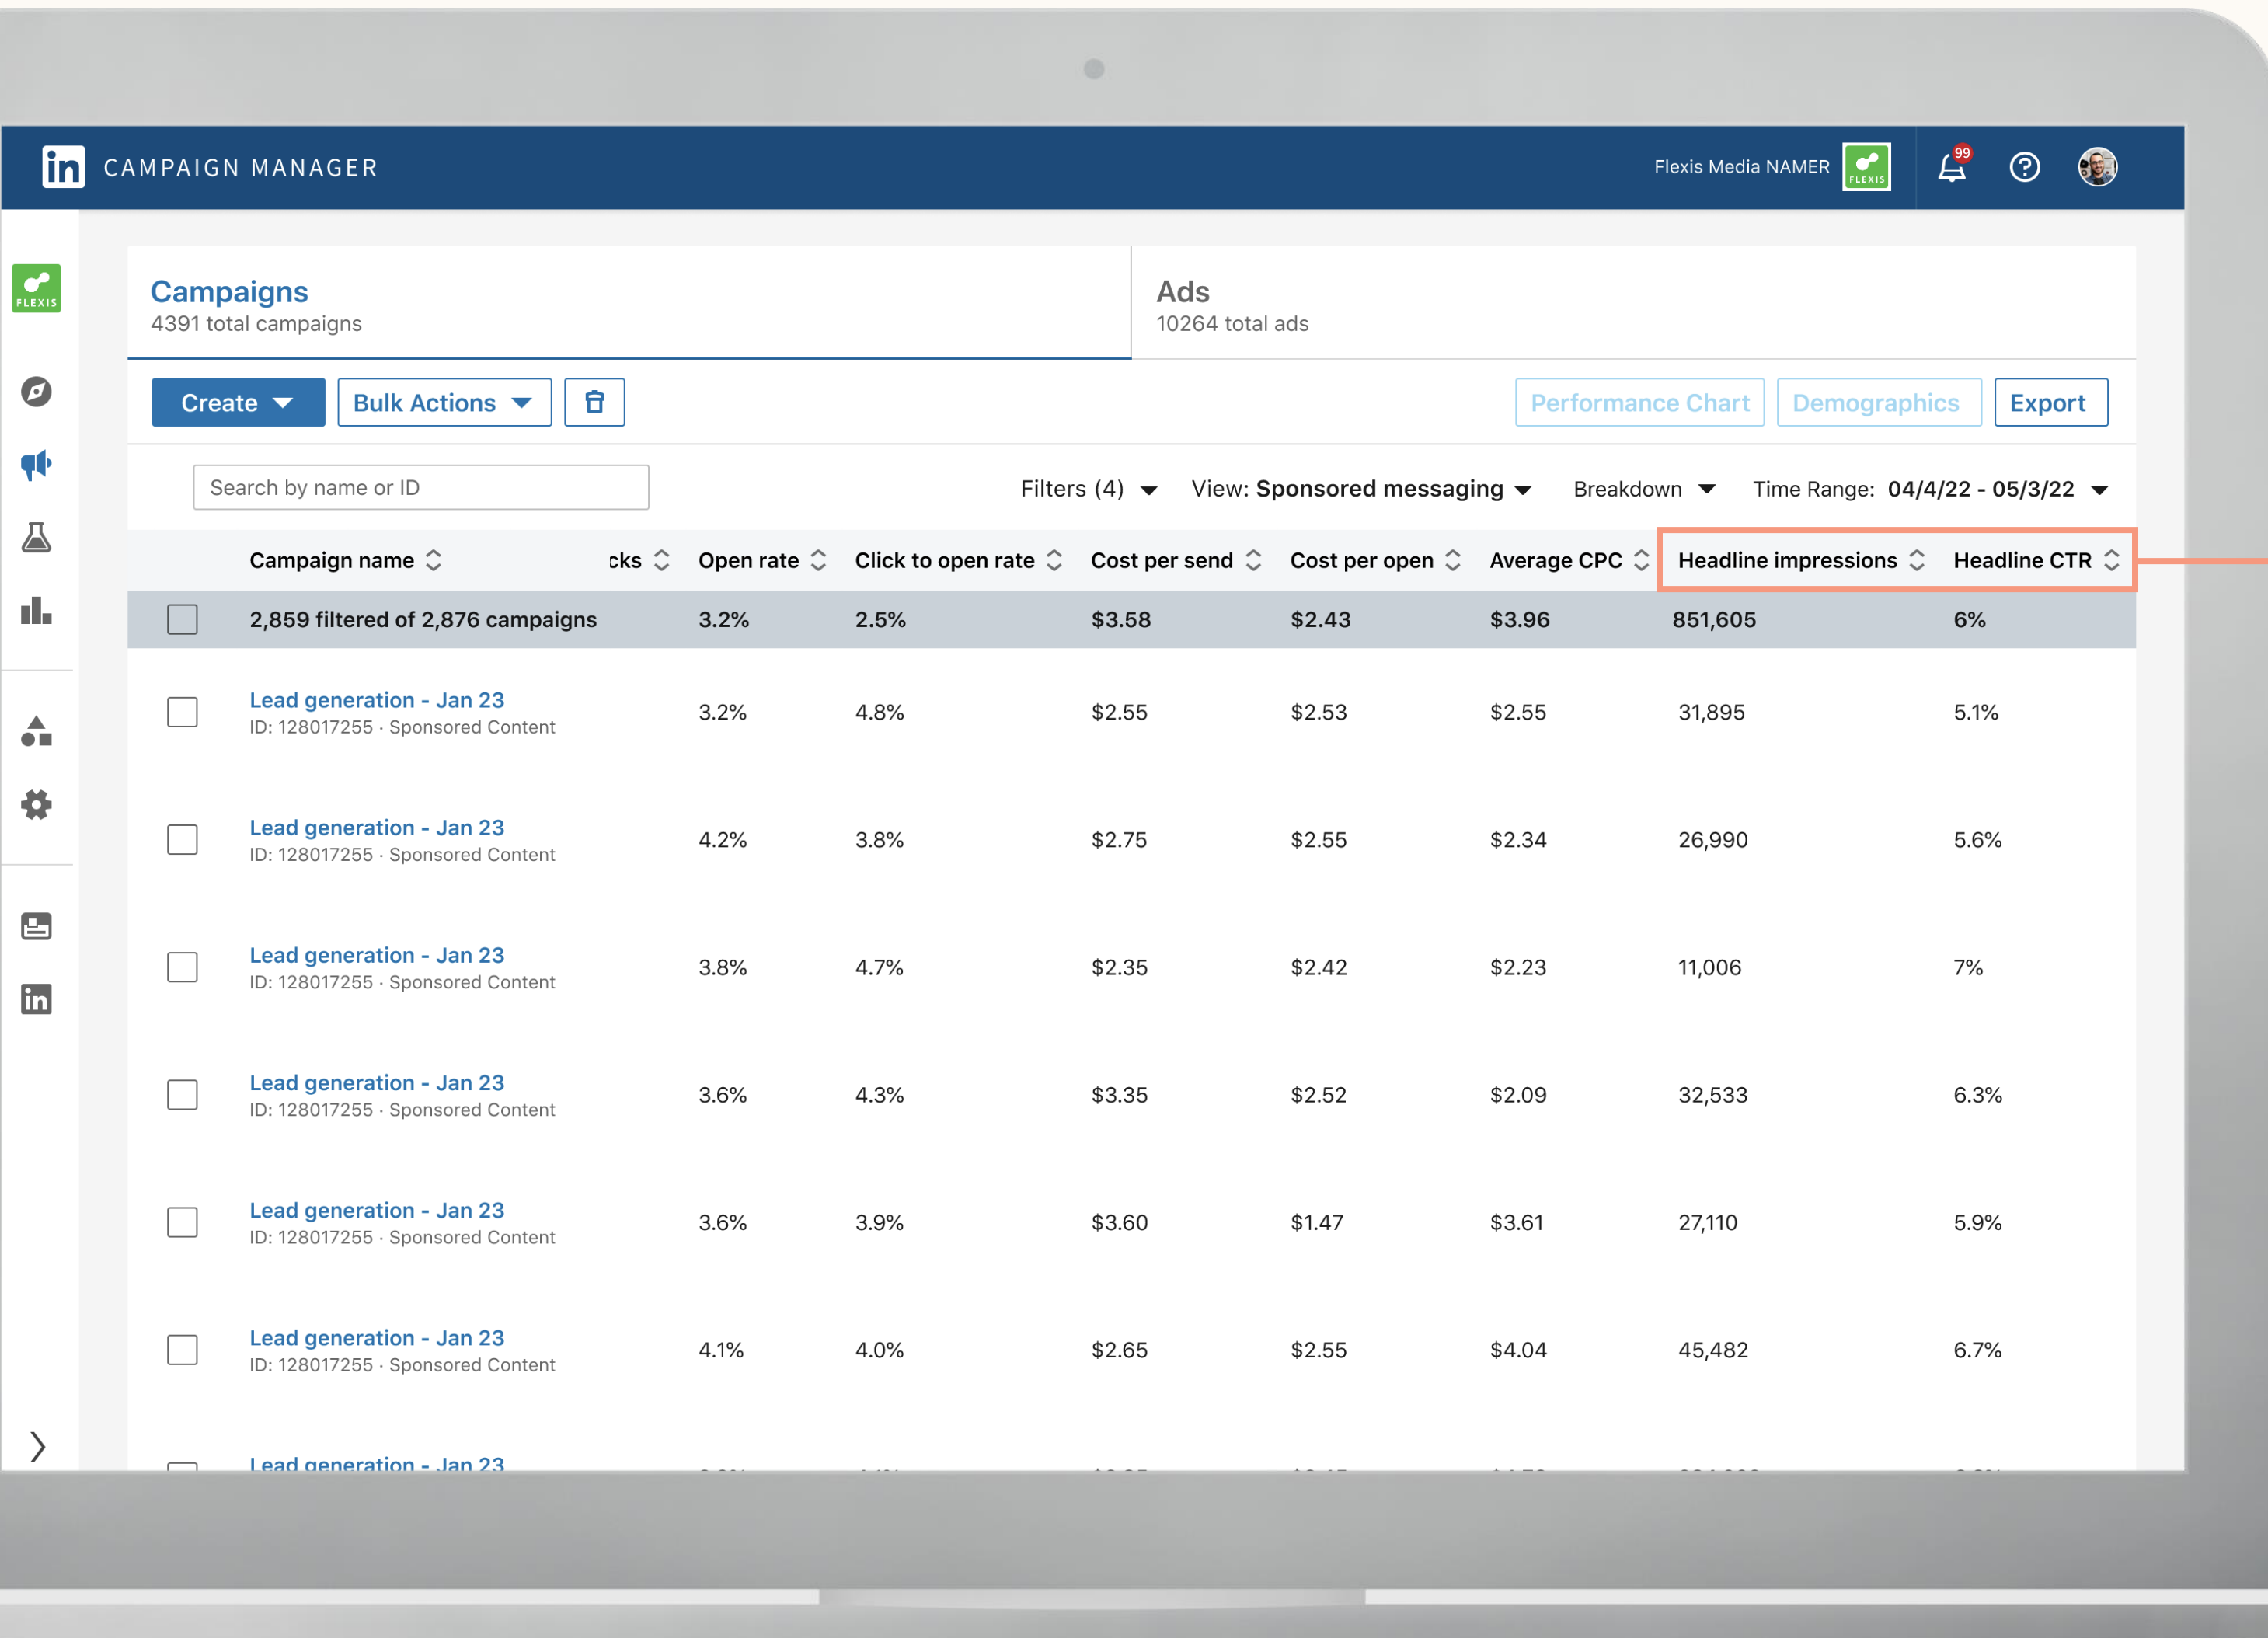 in CAMPAIGN MANAGER
Flexis Media NAMER
FLEXIS
99
FLEXIS
Campaigns
4391 total campaigns
Ads
10264 total ads
Create
Bulk Actions
Performance Chart
Demographics
Export
Search by name or ID
Filters (4)
View: Sponsored messaging
Breakdown
Time Range: 04/4/22 - 05/3/22
Campaign name cks Open rate Click to open rate Cost per send Cost per open Average CPC Headline impressions Headline CTR
2,859 filtered of 2,876 campaigns 3.2% 2.5% $3.58 $2.43 $3.96 851,605 6%
Lead generation - Jan 23
ID: 128017255 · Sponsored Content
3.2% 4.8% $2.55 $2.53 $2.55 31,895 5.1%
Lead generation - Jan 23
ID: 128017255 · Sponsored Content
4.2% 3.8% $2.75 $2.55 $2.34 26,990 5.6%
Lead generation - Jan 23
ID: 128017255 · Sponsored Content
3.8% 4.7% $2.35 $2.42 $2.23 11,006 7%
Lead generation - Jan 23
ID: 128017255 · Sponsored Content
3.6% 4.3% $3.35 $2.52 $2.09 32,533 6.3%
Lead generation - Jan 23
ID: 128017255 · Sponsored Content
3.6% 3.9% $3.60 $1.47 $3.61 27,110 5.9%
Lead generation - Jan 23
ID: 128017255 · Sponsored Content
4.1% 4.0% $2.65 $2.55 $4.04 45,482 6.7%
Lead generation - Jan 23
in